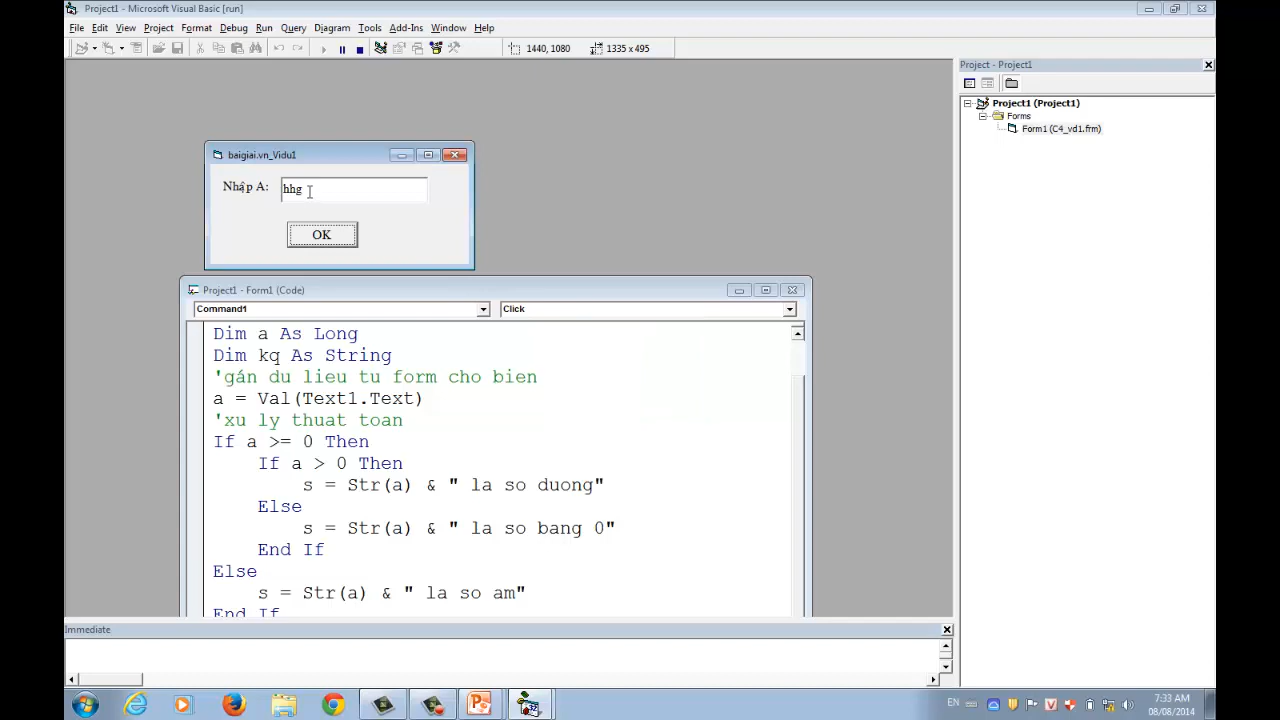 Project1 - Microsoft Visual Basic [run]
File Edit View Project Format Debug Run Query Diagram Tools Add-Ins Window Help
1440, 1080 1335 x 495
Project - Project1
Project1 (Project1)
Forms
Form1 (C4_vd1.frm)
baigiai.vn_Vidu1
Nhập A: hhg
OK
Project1 - Form1 (Code)
Command1 Click
Dim a As Long
Dim kq As String
'gán du lieu tu form cho bien
a = Val(Text1.Text)
'xu ly thuat toan
If a >= 0 Then
If a > 0 Then
s = Str(a) & " la so duong"
Else
s = Str(a) & " la so bang 0"
End If
Else
s = Str(a) & " la so am"
End If
Immediate
EN 7:33 AM
08/08/2014